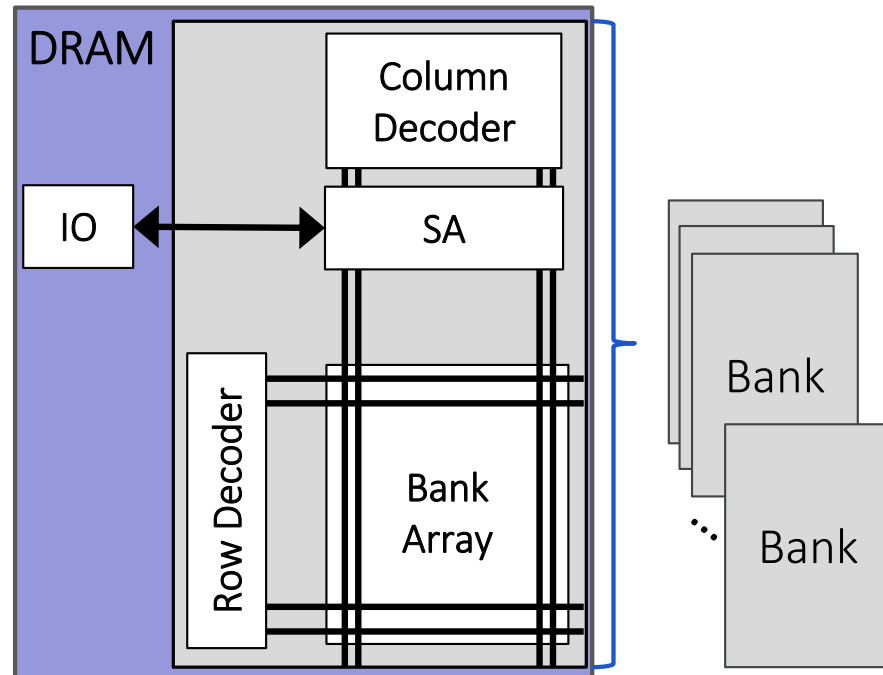 DRAM
Column
Decoder
IO
SA
Row Decoder
Bank
Array
Bank
Bank